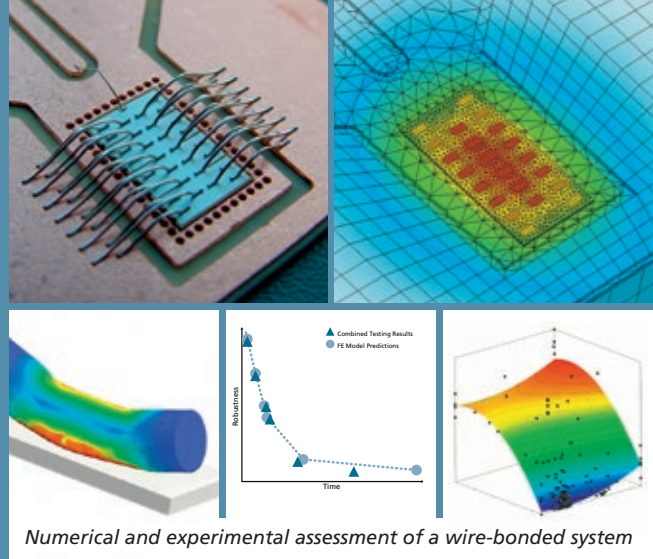 Combined Testing Results
FE Model Predictions
Robustness
Time
Numerical and experimental assessment of a wire-bonded system